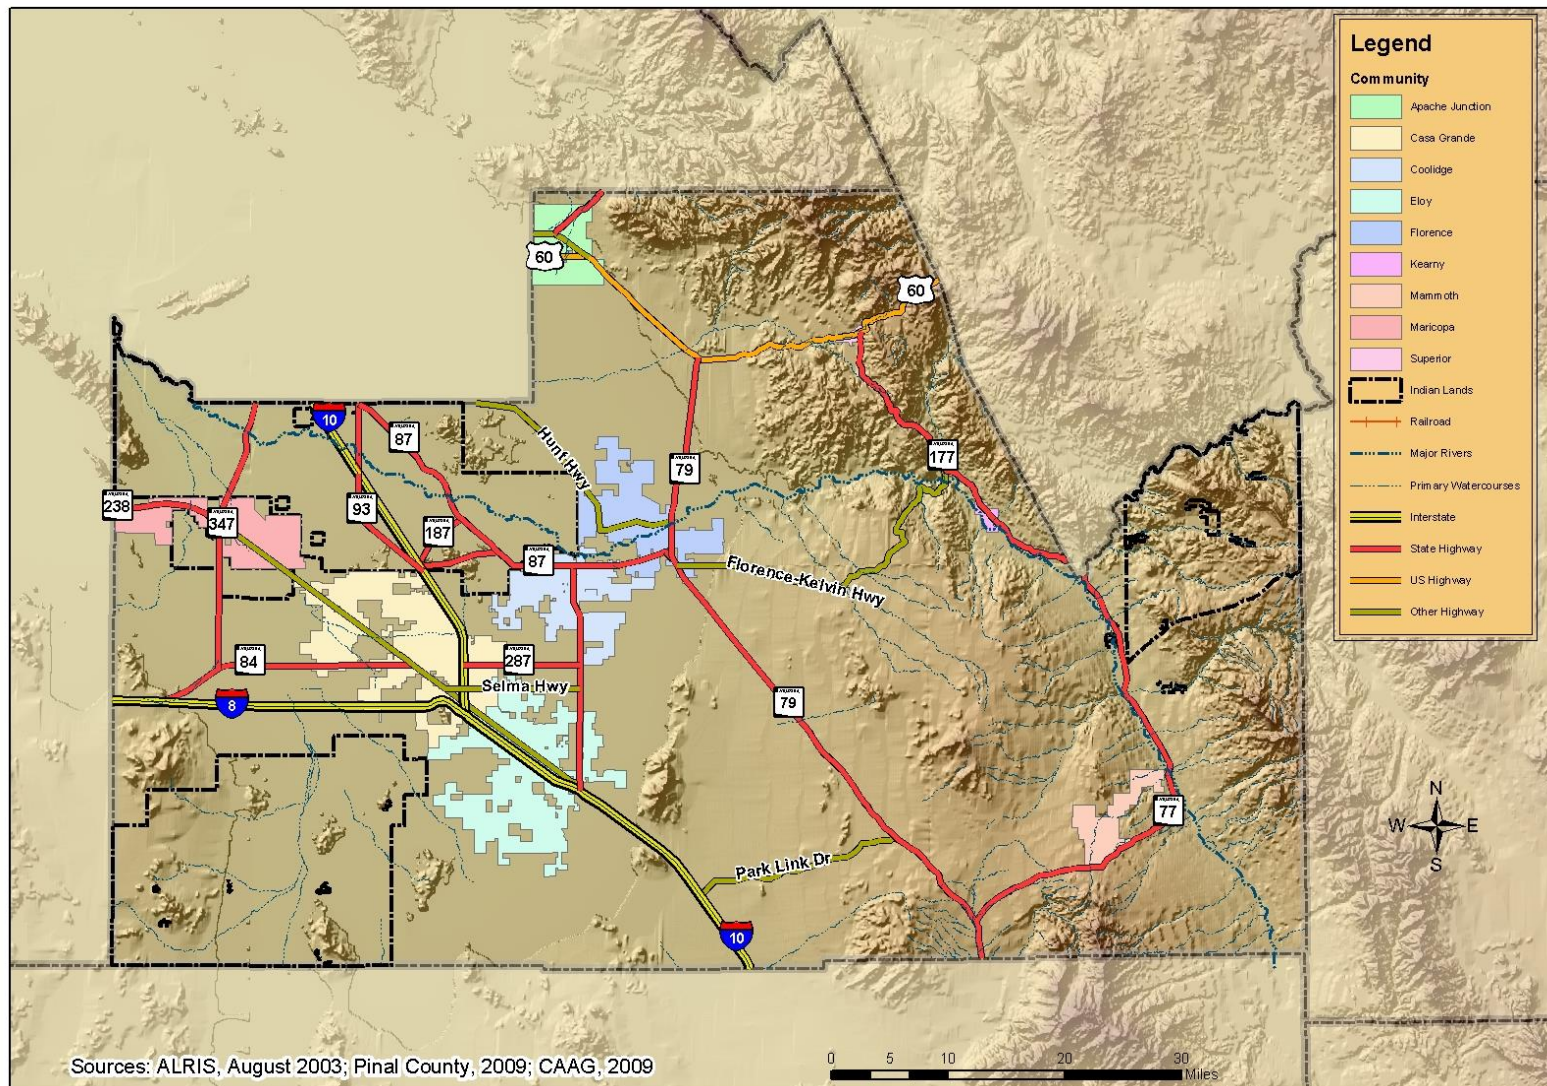 Legend
Community
Apache Junction
Casa Grande
Coolidge
Eloy
Florence
Kearny
Mammoth
Maricopa
Superior
Indian Lands
Railroad
Major Rivers
Primary Watercourses
Interstate
State Highway
US Highway
Other Highway
60
60
10
87
Hunt Hwy
79
177
238
347
93
187
87
Florence-Kelvin Hwy
84
287
Selma Hwy
8
79
77
Park Link Dr
10
N
W E
S
0 5 10 20 30
Miles
Sources: ALRIS, August 2003; Pinal County, 2009; CAAG, 2009